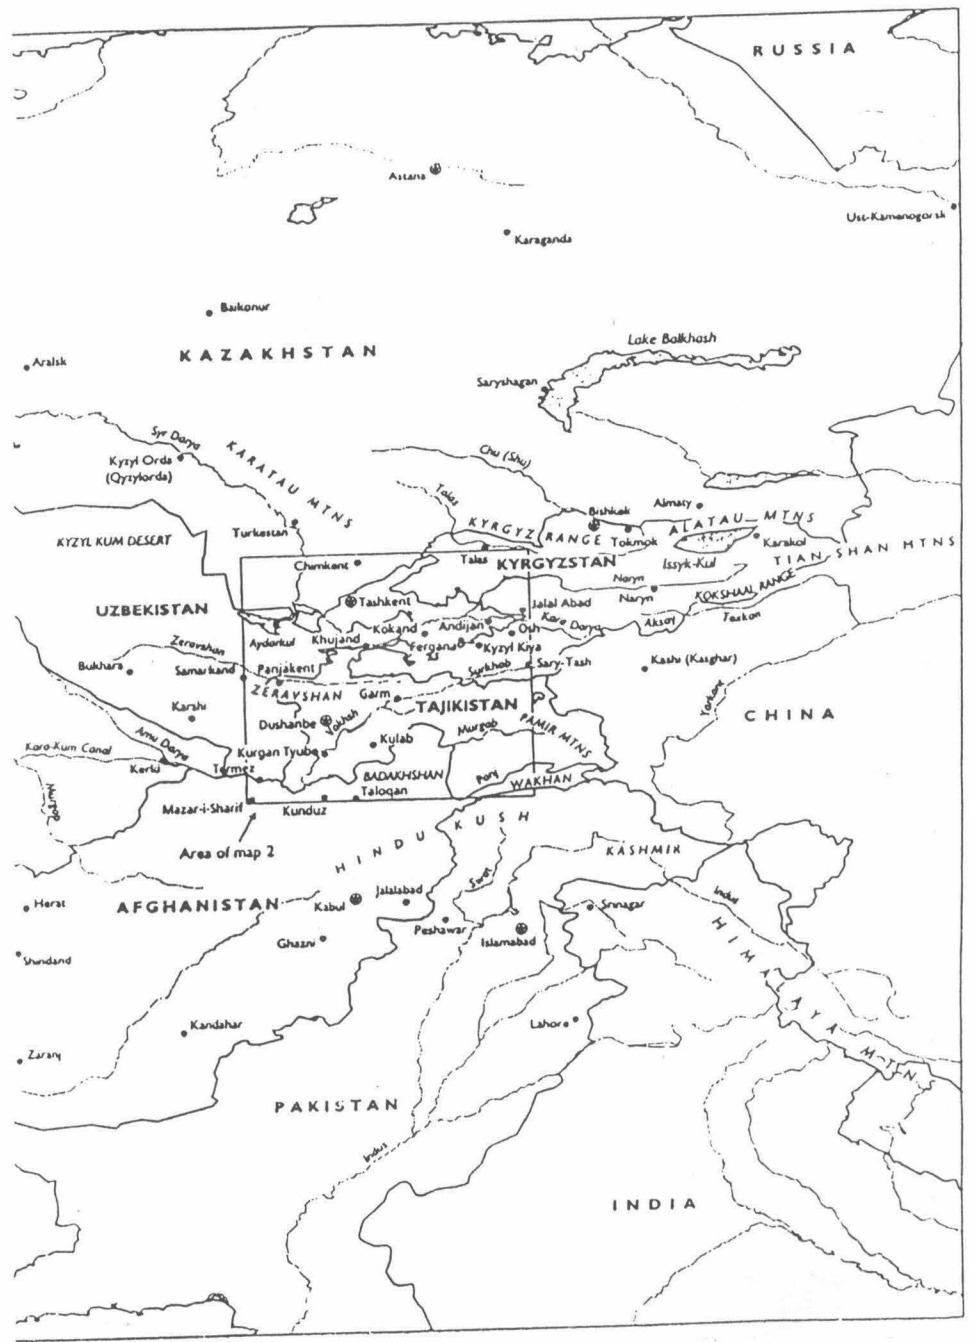 RUSSIA
Astana
Ust-Kamenogorsk
Karaganda
Baikonur
KAZAKHSTAN
Lake Balkhash
Aralsk
Saryshagan
Syr Darya
KARATAU MTNS
Chu (Shu)
Kyzyl Orda
(Qyzylorda)
Talas
Almaty
Bishkek
Turkestan
KYRGYZ RANGE
ALATAU MTNS
Tokmok
Karakol
KYZYL KUM DESERT
Talas
Issyk-Kul
TIAN SHAN MTNS
Chimkent
KYRGYZSTAN
Naryn
Naryn
KOKSHAAL RANGE
UZBEKISTAN
Tashkent
Jalal Abad
Kara Darya
Aksay
Toxkan
Aydarkul
Khujand
Kokand
Andijan
Osh
Zeravshan
Fergana
Kyzyl Kiya
Bukhara
Samarkand
Panjakent
Surkhob
Sary-Tash
Kashi (Kasghar)
ZERAVSHAN
Garm
TAJIKISTAN
Yarkant
CHINA
Karshi
Dushanbe
Vakhsh
Murgab
PAMIR MTNS
Amu Darya
Kara-Kum Canal
Kurgan Tyube
Kulab
Kerki
Termez
BADAKHSHAN
Panj
WAKHAN
Murgab
Mazar-i-Sharif
Kunduz
Taloqan
HINDU KUSH
Area of map 2
KASHMIR
Swat
Indus
Herat
AFGHANISTAN
Kabul
Jalalabad
Srinagar
Peshawar
Islamabad
Ghazni
HIMALAYA MTN
Shindand
Kandahar
Lahore
Zaranj
PAKISTAN
Indus
INDIA